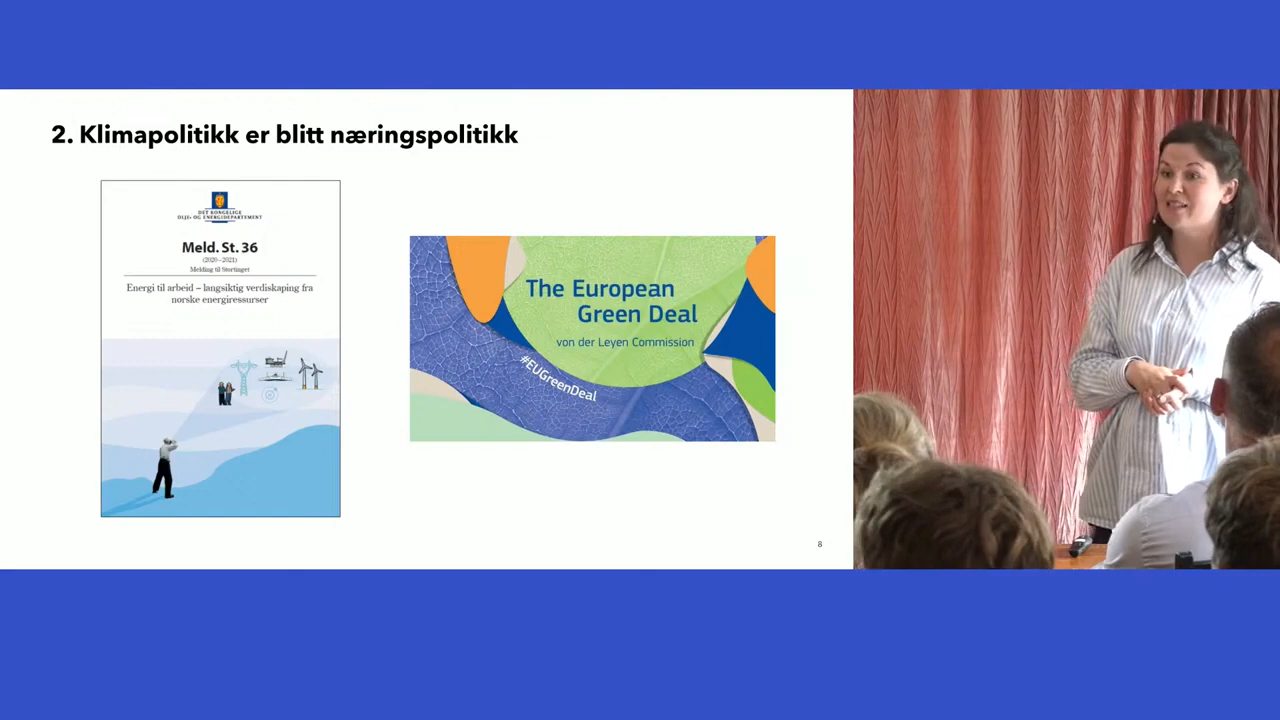 2. Klimapolitikk er blitt næringspolitikk
DET KONGELIGE
OLJE- OG ENERGIDEPARTEMENT
Meld. St. 36
(2020–2021)
Melding til Stortinget
Energi til arbeid – langsiktig verdiskaping fra
norske energiressurser
The European
Green Deal
von der Leyen Commission
#EUGreenDeal
8